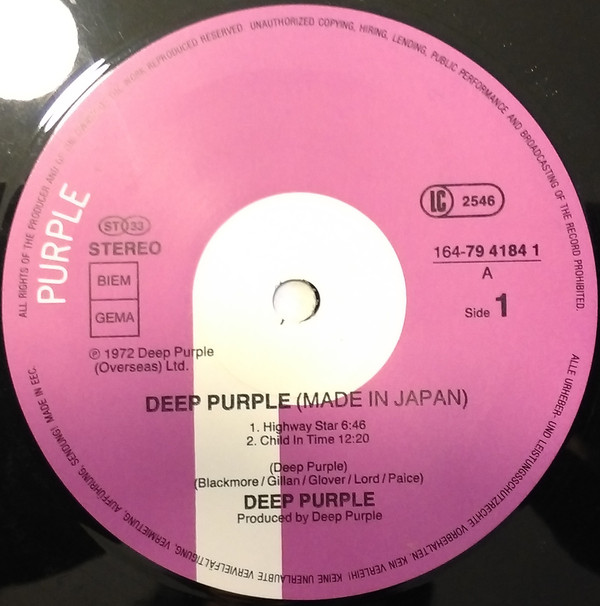 ALL RIGHTS OF THE PRODUCER AND OF THE OWNER OF THE WORK REPRODUCED RESERVED. UNAUTHORIZED COPYING, HIRING, LENDING, PUBLIC PERFORMANCE AND BROADCASTING OF THE RECORD PROHIBITED.
PURPLE
ST 33
STEREO
BIEM
GEMA
℗ 1972 Deep Purple
(Overseas) Ltd.
LC 2546
164-79 4184 1
A
Side 1
DEEP PURPLE (MADE IN JAPAN)
1. Highway Star 6:46
2. Child In Time 12:20
(Deep Purple)
(Blackmore/Gillan/Glover/Lord/Paice)
DEEP PURPLE
Produced by Deep Purple
ALLE URHEBER- UND LEISTUNGSSCHUTZRECHTE VORBEHALTEN. KEIN VERLEIH! KEINE UNERLAUBTE VERVIELFÄLTIGUNG, VERMIETUNG, AUFFÜHRUNG, SENDUNG! MADE IN EEC.